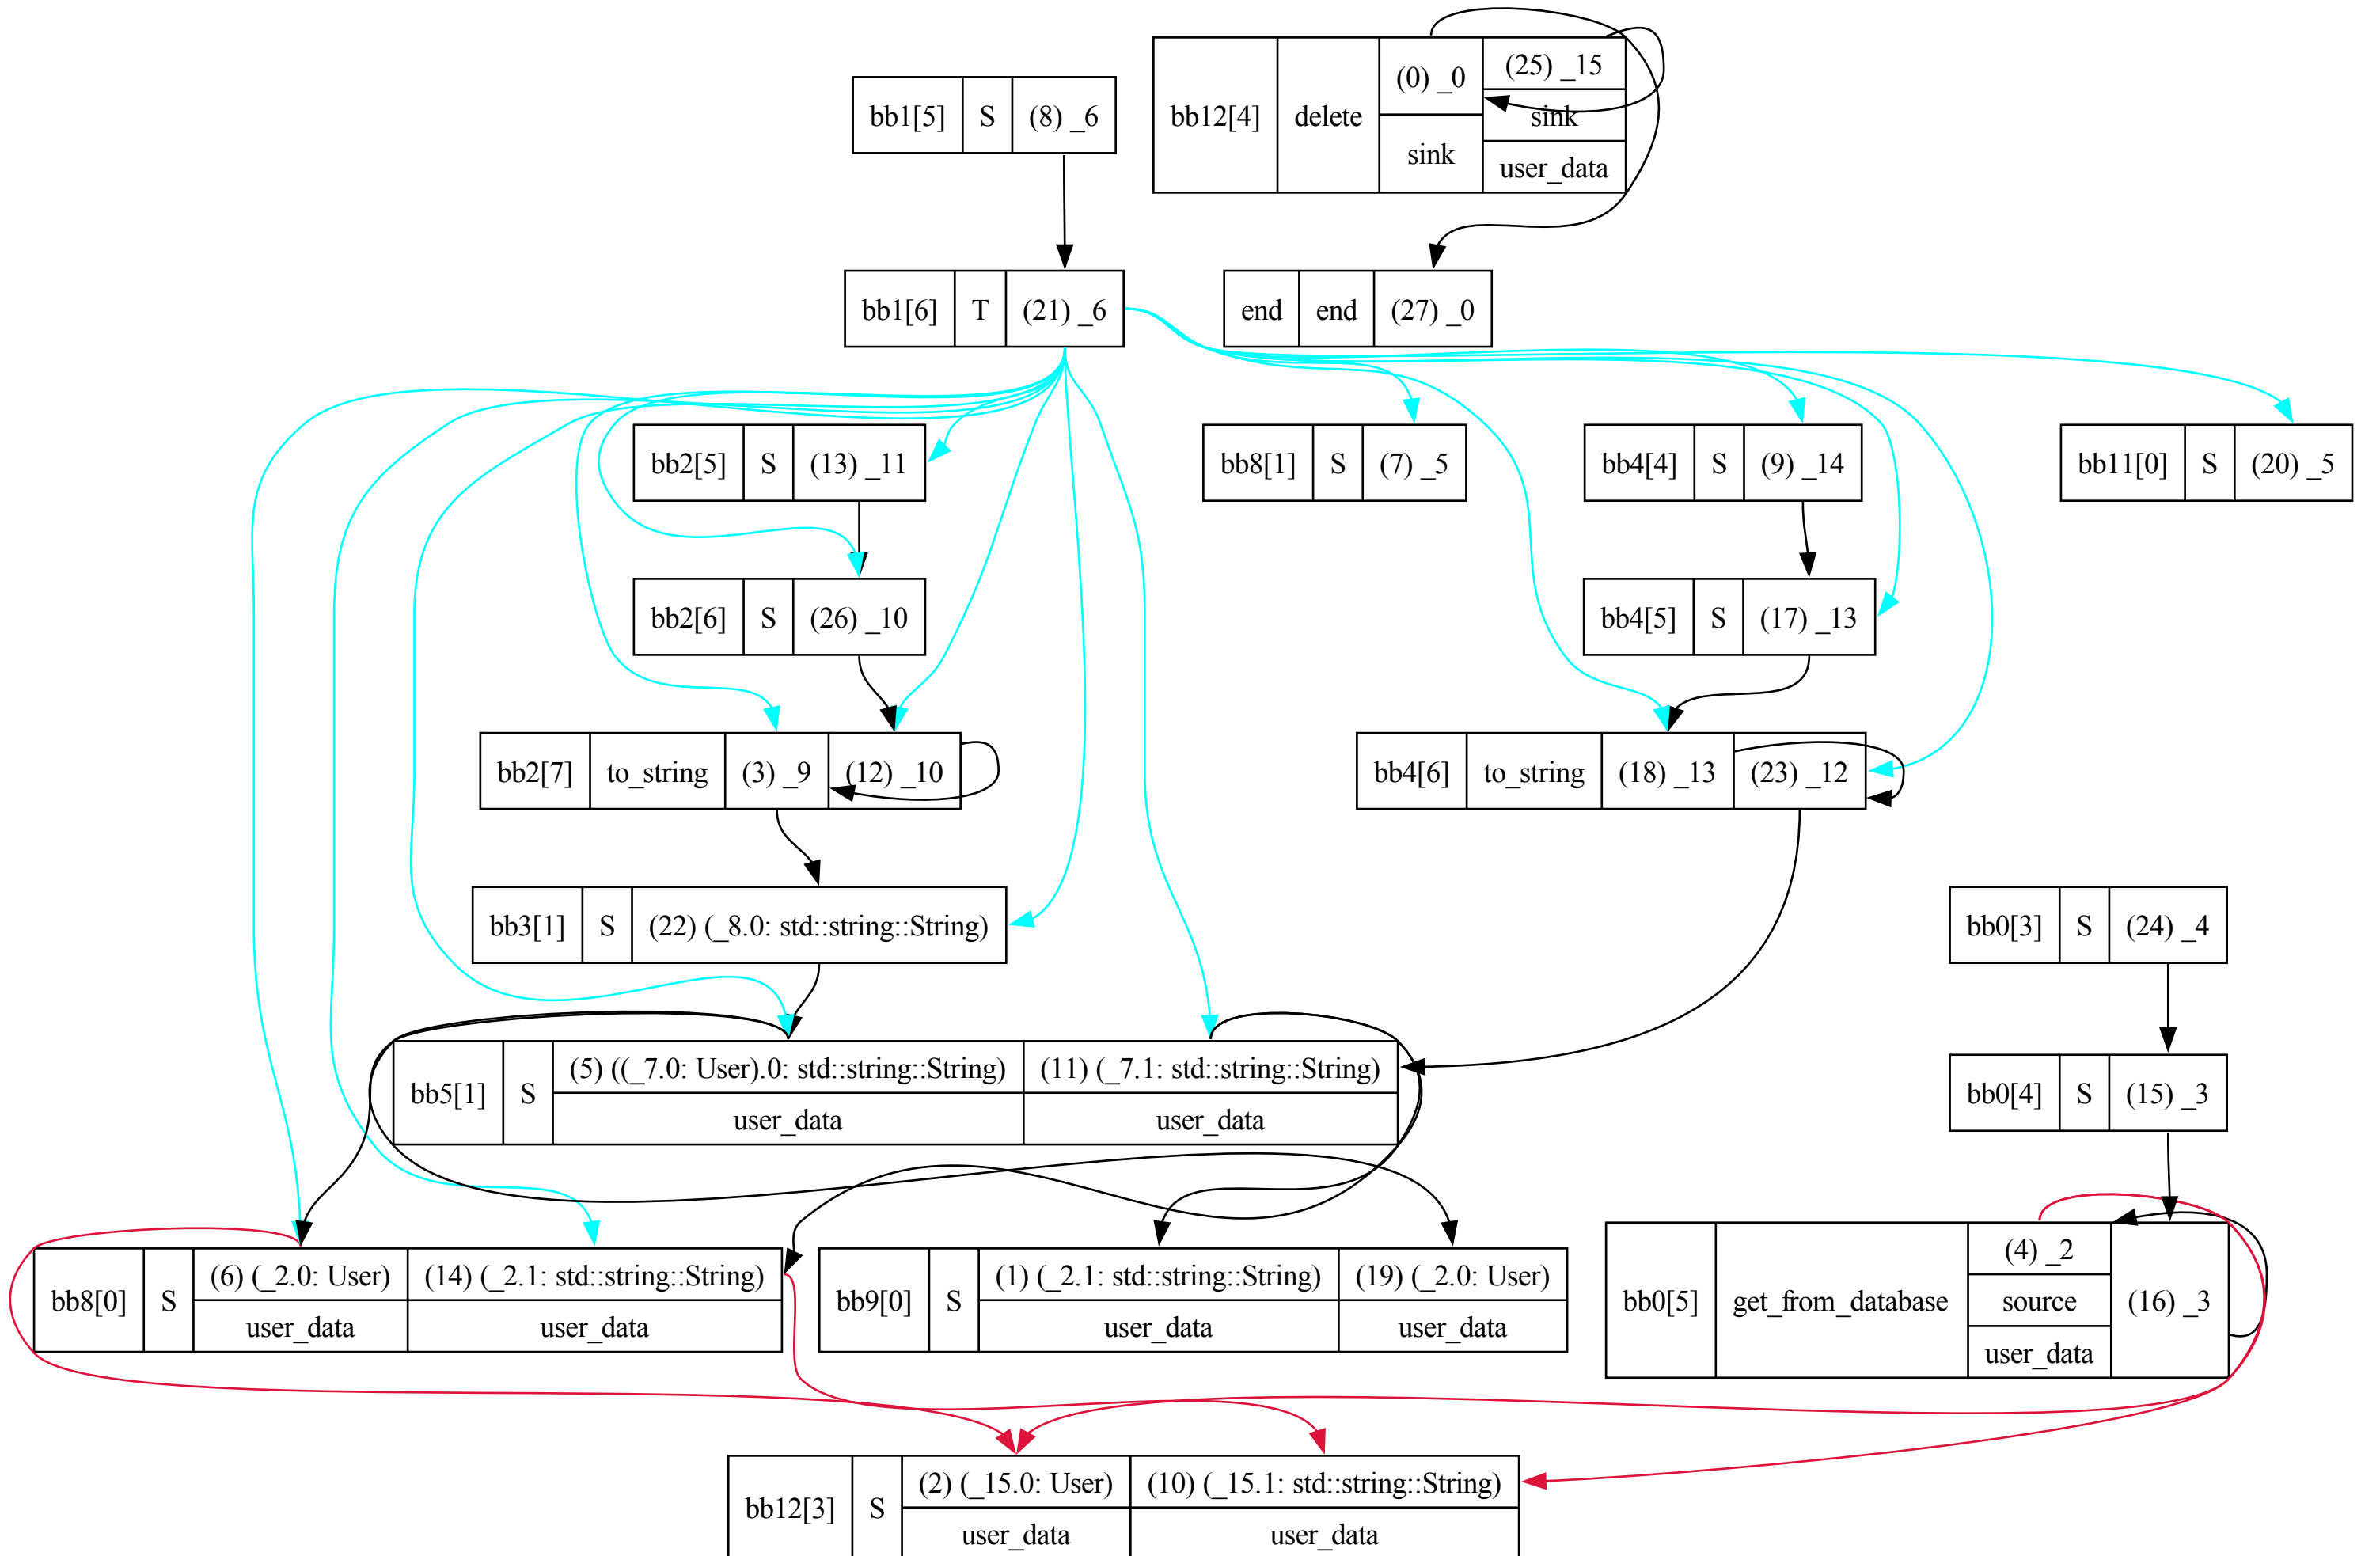 bb1[5] S (8) _6
bb12[4] delete (0) _0 sink (25) _15 sink user_data
bb1[6] T (21) _6
end end (27) _0
bb2[5] S (13) _11
bb8[1] S (7) _5
bb4[4] S (9) _14
bb11[0] S (20) _5
bb2[6] S (26) _10
bb4[5] S (17) _13
bb2[7] to_string (3) _9 (12) _10
bb4[6] to_string (18) _13 (23) _12
bb3[1] S (22) (_8.0: std::string::String)
bb0[3] S (24) _4
bb5[1] S (5) ((_7.0: User).0: std::string::String) user_data (11) (_7.1: std::string::String) user_data
bb0[4] S (15) _3
bb8[0] S (6) (_2.0: User) user_data (14) (_2.1: std::string::String) user_data
bb9[0] S (1) (_2.1: std::string::String) user_data (19) (_2.0: User) user_data
bb0[5] get_from_database (4) _2 source user_data (16) _3
bb12[3] S (2) (_15.0: User) user_data (10) (_15.1: std::string::String) user_data